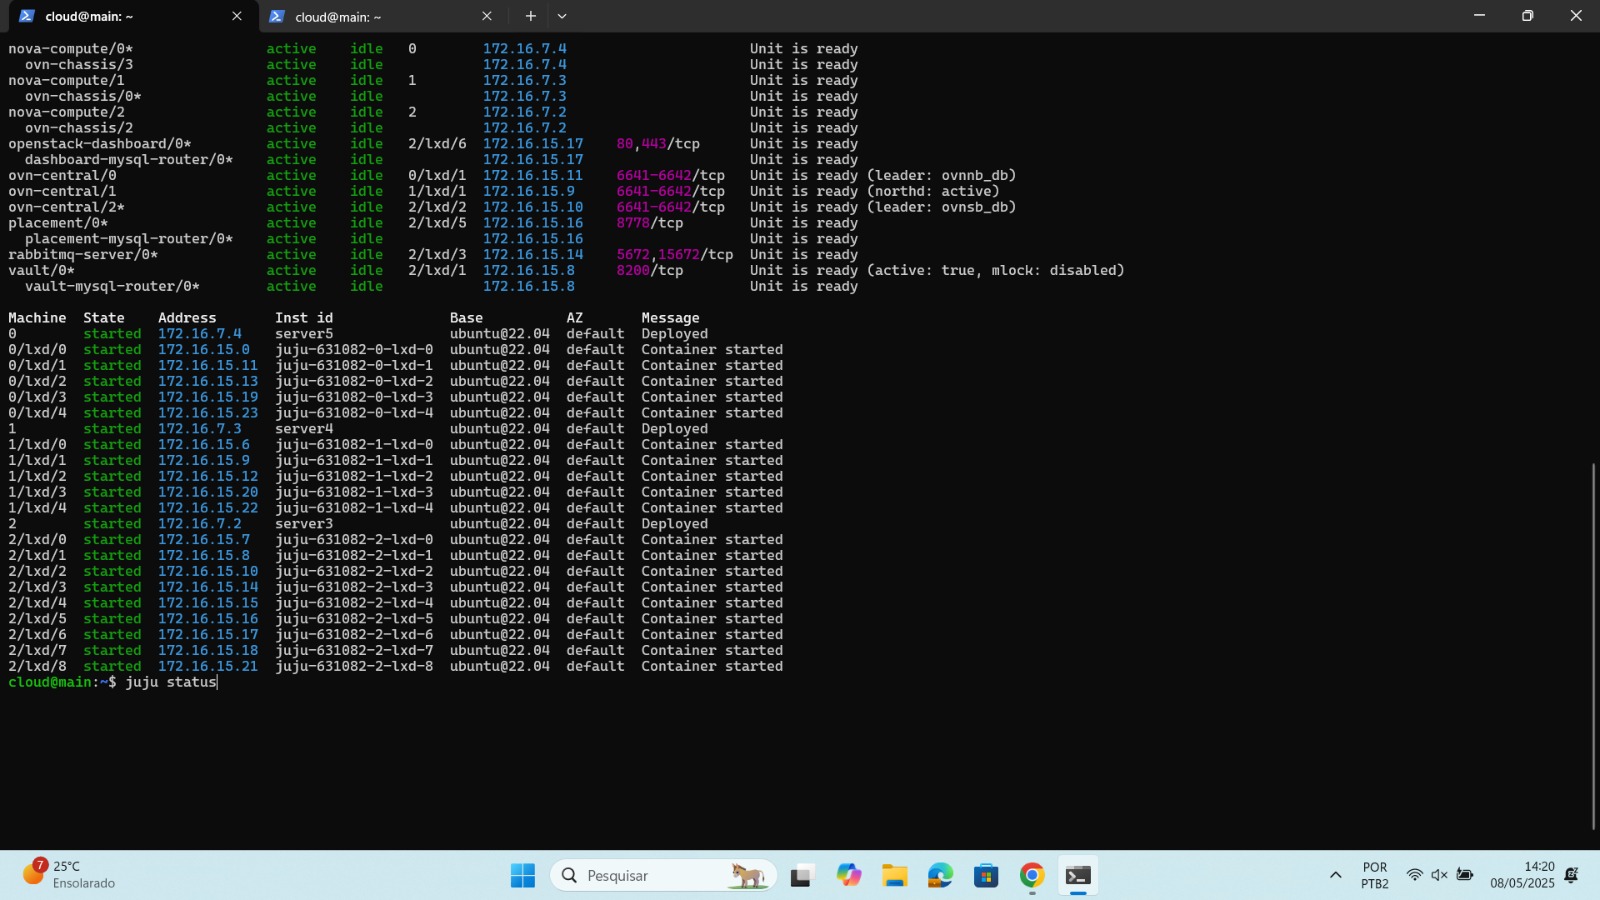 cloud@main: ~
cloud@main: ~
nova-compute/0* active idle 0 172.16.7.4 Unit is ready
ovn-chassis/3 active idle 172.16.7.4 Unit is ready
nova-compute/1 active idle 1 172.16.7.3 Unit is ready
ovn-chassis/0* active idle 172.16.7.3 Unit is ready
nova-compute/2 active idle 2 172.16.7.2 Unit is ready
ovn-chassis/2 active idle 172.16.7.2 Unit is ready
openstack-dashboard/0* active idle 2/lxd/6 172.16.15.17 80,443/tcp Unit is ready
dashboard-mysql-router/0* active idle 172.16.15.17 Unit is ready
ovn-central/0 active idle 0/lxd/1 172.16.15.11 6641-6642/tcp Unit is ready (leader: ovnnb_db)
ovn-central/1 active idle 1/lxd/1 172.16.15.9 6641-6642/tcp Unit is ready (northd: active)
ovn-central/2* active idle 2/lxd/2 172.16.15.10 6641-6642/tcp Unit is ready (leader: ovnsb_db)
placement/0* active idle 2/lxd/5 172.16.15.16 8778/tcp Unit is ready
placement-mysql-router/0* active idle 172.16.15.16 Unit is ready
rabbitmq-server/0* active idle 2/lxd/3 172.16.15.14 5672,15672/tcp Unit is ready
vault/0* active idle 2/lxd/1 172.16.15.8 8200/tcp Unit is ready (active: true, mlock: disabled)
vault-mysql-router/0* active idle 172.16.15.8 Unit is ready
Machine State Address Inst id Base AZ Message
0 started 172.16.7.4 server5 ubuntu@22.04 default Deployed
0/lxd/0 started 172.16.15.0 juju-631082-0-lxd-0 ubuntu@22.04 default Container started
0/lxd/1 started 172.16.15.11 juju-631082-0-lxd-1 ubuntu@22.04 default Container started
0/lxd/2 started 172.16.15.13 juju-631082-0-lxd-2 ubuntu@22.04 default Container started
0/lxd/3 started 172.16.15.19 juju-631082-0-lxd-3 ubuntu@22.04 default Container started
0/lxd/4 started 172.16.15.23 juju-631082-0-lxd-4 ubuntu@22.04 default Container started
1 started 172.16.7.3 server4 ubuntu@22.04 default Deployed
1/lxd/0 started 172.16.15.6 juju-631082-1-lxd-0 ubuntu@22.04 default Container started
1/lxd/1 started 172.16.15.9 juju-631082-1-lxd-1 ubuntu@22.04 default Container started
1/lxd/2 started 172.16.15.12 juju-631082-1-lxd-2 ubuntu@22.04 default Container started
1/lxd/3 started 172.16.15.20 juju-631082-1-lxd-3 ubuntu@22.04 default Container started
1/lxd/4 started 172.16.15.22 juju-631082-1-lxd-4 ubuntu@22.04 default Container started
2 started 172.16.7.2 server3 ubuntu@22.04 default Deployed
2/lxd/0 started 172.16.15.7 juju-631082-2-lxd-0 ubuntu@22.04 default Container started
2/lxd/1 started 172.16.15.8 juju-631082-2-lxd-1 ubuntu@22.04 default Container started
2/lxd/2 started 172.16.15.10 juju-631082-2-lxd-2 ubuntu@22.04 default Container started
2/lxd/3 started 172.16.15.14 juju-631082-2-lxd-3 ubuntu@22.04 default Container started
2/lxd/4 started 172.16.15.15 juju-631082-2-lxd-4 ubuntu@22.04 default Container started
2/lxd/5 started 172.16.15.16 juju-631082-2-lxd-5 ubuntu@22.04 default Container started
2/lxd/6 started 172.16.15.17 juju-631082-2-lxd-6 ubuntu@22.04 default Container started
2/lxd/7 started 172.16.15.18 juju-631082-2-lxd-7 ubuntu@22.04 default Container started
2/lxd/8 started 172.16.15.21 juju-631082-2-lxd-8 ubuntu@22.04 default Container started
cloud@main:~$ juju status
7
25°C
Ensolarado
Pesquisar
POR
PTB2
14:20
08/05/2025